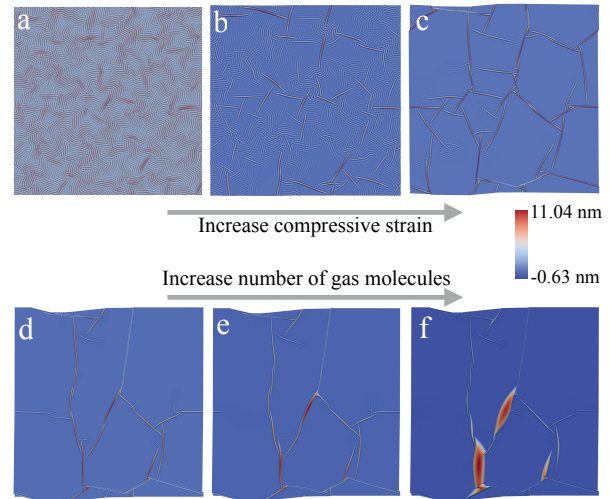 a
b
c
Increase compressive strain
11.04 nm
-0.63 nm
Increase number of gas molecules
d
e
f